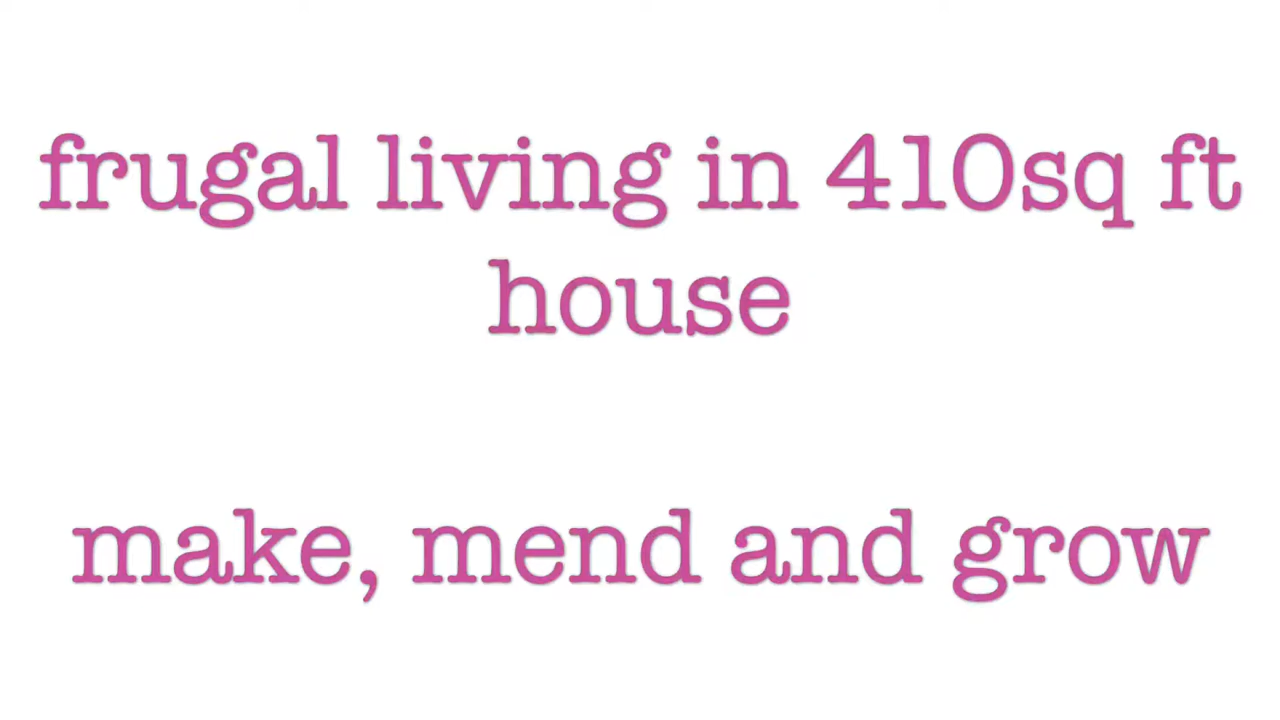 frugal living in 410sq ft
house
make, mend and grow